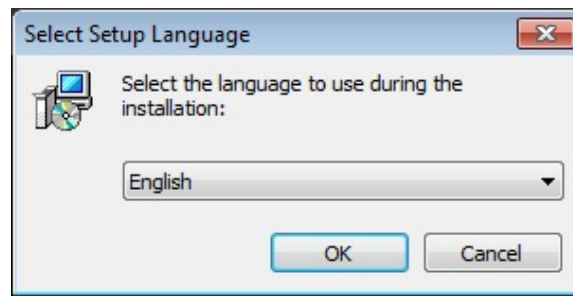 Select Setup Language
Select the language to use during the
installation:
English
OK
Cancel